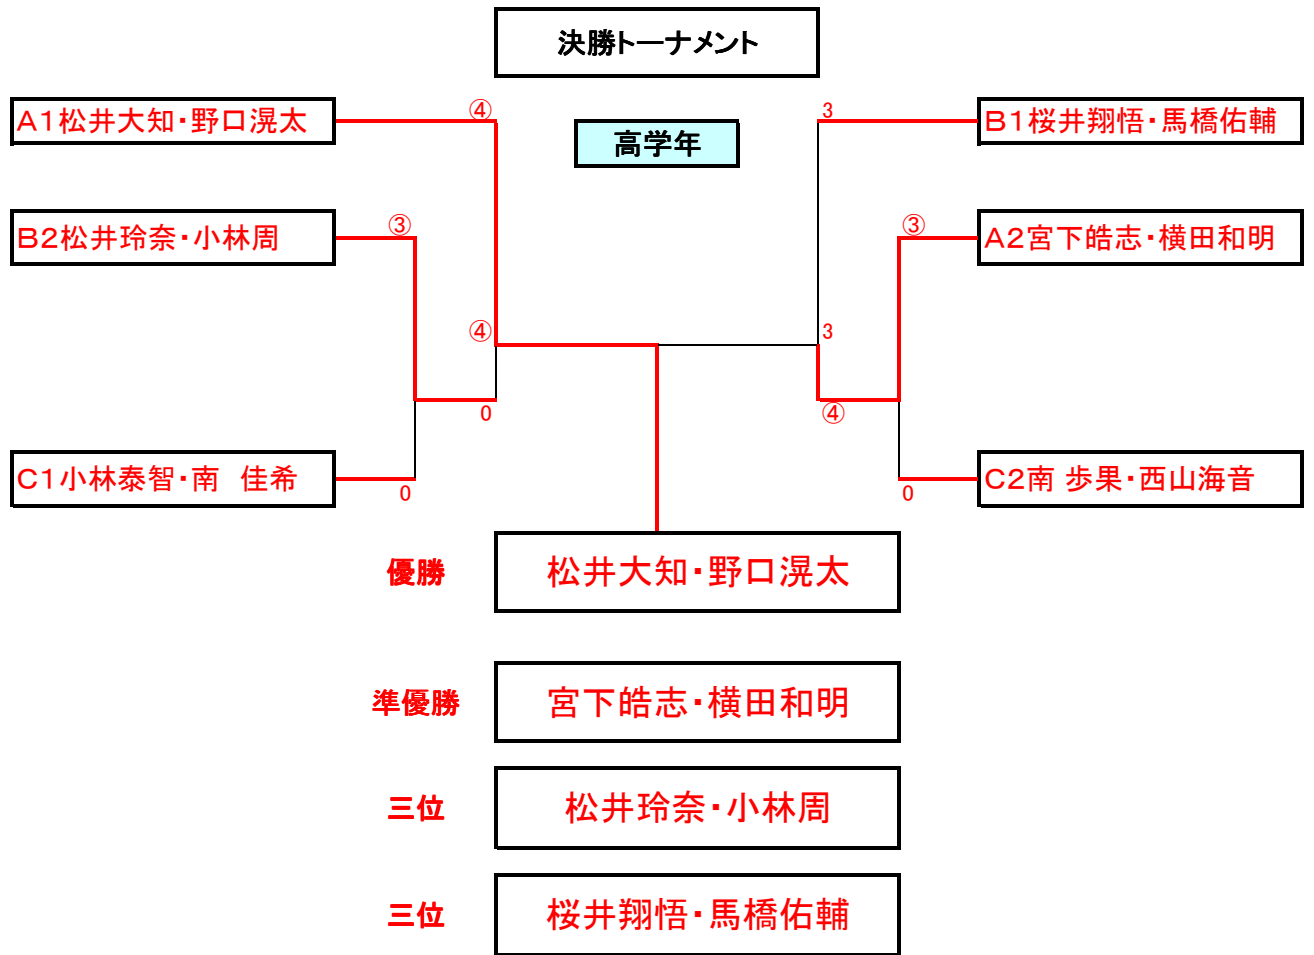 決勝トーナメント
A1松井大知・野口滉太
④
3
B1桜井翔悟・馬橋佑輔
高学年
B2松井玲奈・小林周
③
③
A2宮下皓志・横田和明
④
3
0
④
C1小林泰智・南　佳希
0
0
C2南 歩果・西山海音
優勝
松井大知・野口滉太
準優勝
宮下皓志・横田和明
三位
松井玲奈・小林周
三位
桜井翔悟・馬橋佑輔